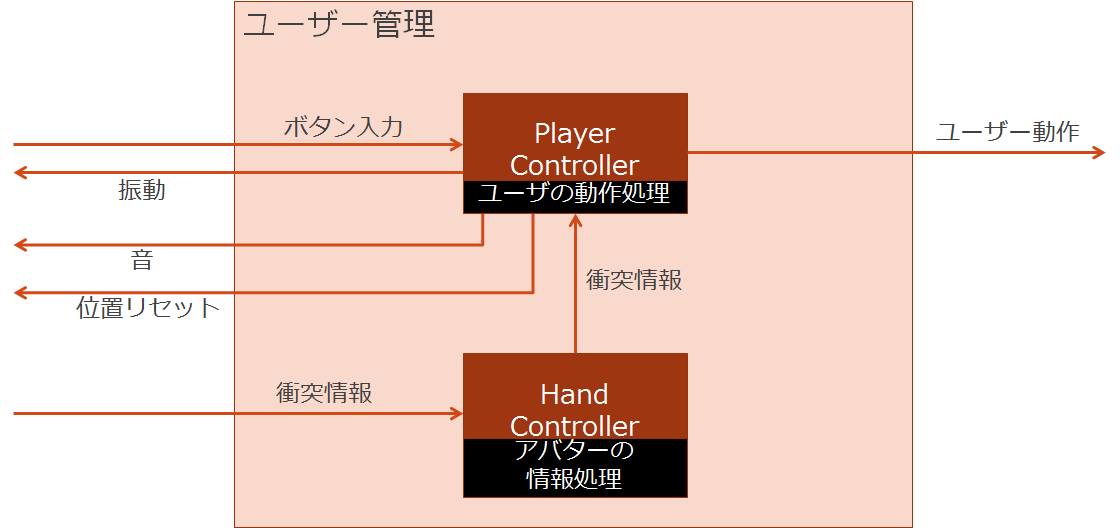 ユーザー管理
ボタン入力
Player
Controller
ユーザの動作処理
ユーザー動作
振動
音
位置リセット
衝突情報
衝突情報
Hand
Controller
アバターの
情報処理